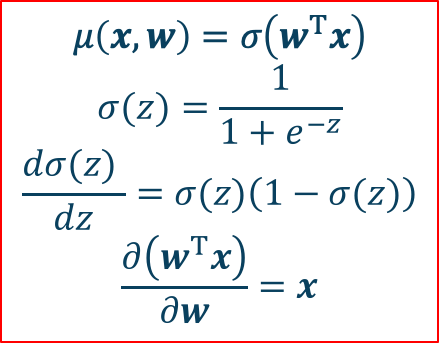 μ(x, w) = σ(wᵀx)
σ(z) = 1 / (1 + e⁻ᶻ)
dσ(z) / dz = σ(z)(1 − σ(z))
∂(wᵀx) / ∂w = x